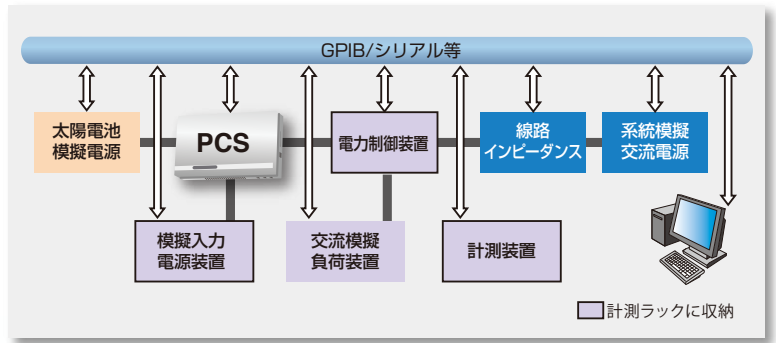 GPIB/シリアル等
太陽電池
模擬電源
PCS
電力制御装置
線路
インピーダンス
系統模擬
交流電源
模擬入力
電源装置
交流模擬
負荷装置
計測装置
計測ラックに収納